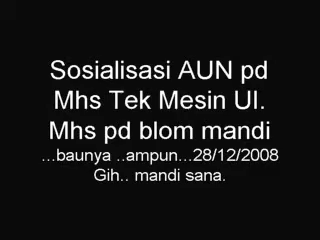 Sosialisasi AUN pd
Mhs Tek Mesin UI.
Mhs pd blom mandi
...baunya ..ampun...28/12/2008
Gih.. mandi sana.